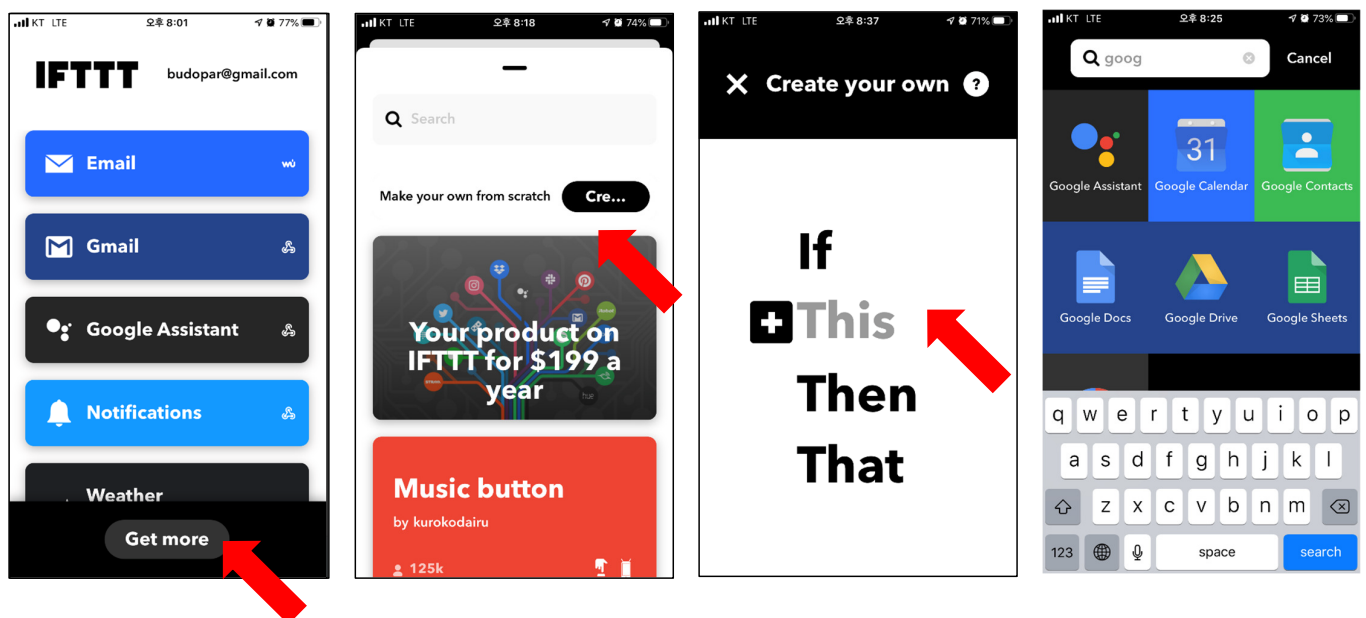 KT LTE 오후 8:01 77%
IFTTT budopar@gmail.com
Email
Gmail
Google Assistant
Notifications
Weather
Get more
KT LTE 오후 8:18 74%
Search
Make your own from scratch Cre...
Your product on
IFTTT for $199 a
year
hue
Music button
by kurokodairu
125k
KT LTE 오후 8:37 71%
Create your own ?
If
This
Then
That
KT LTE 오후 8:25 73%
goog Cancel
31
Google Assistant Google Calendar Google Contacts
Google Docs Google Drive Google Sheets
q w e r t y u i o p
a s d f g h j k l
z x c v b n m
123 space search